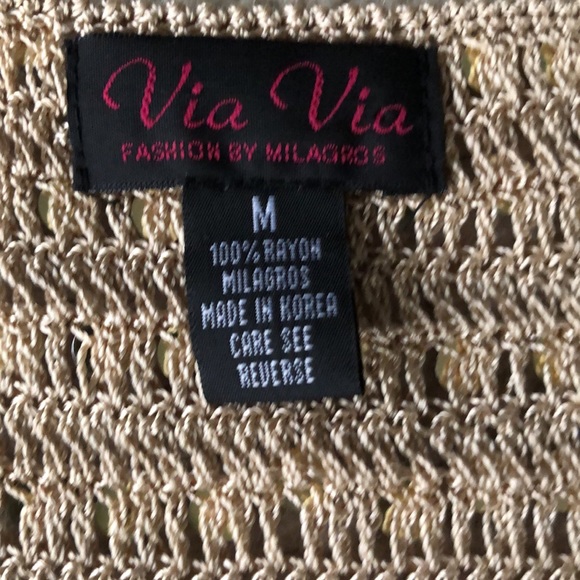 Via Via
FASHION BY MILAGROS
M
100% RAYON
MILAGROS
MADE IN KOREA
CARE SEE
REVERSE